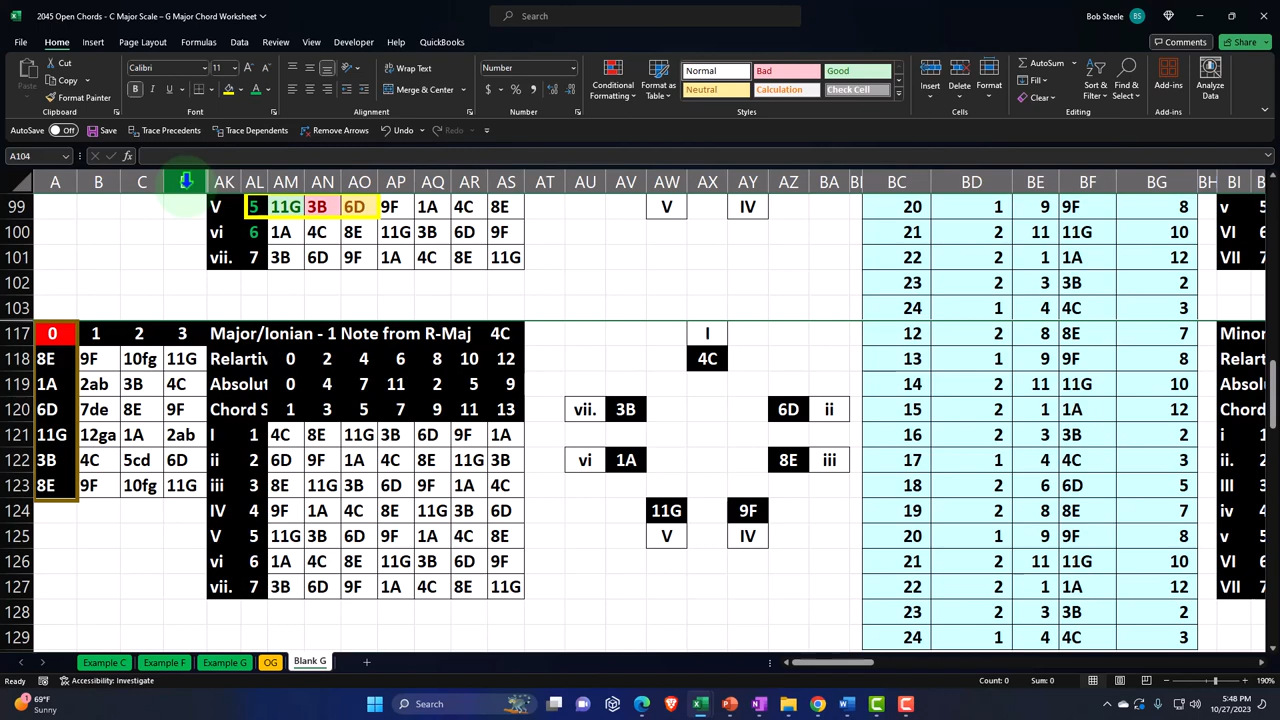 2045 Open Chords - C Major Scale – G Major Chord Worksheet
Search
Bob Steele BS
File Home Insert Page Layout Formulas Data Review View Developer Automate Help QuickBooks
Comments Share
Cut
Copy
Paste
Format Painter
Clipboard
Calibri 11
Font
Wrap Text
Merge & Center
Alignment
Number
Number
Conditional Formatting
Format as Table
Normal Bad Good
Neutral Calculation Check Cell
Styles
Insert Delete Format
Cells
AutoSum
Fill
Clear
Sort & Filter
Find & Select
Editing
Add-ins
Add-ins
Analyze Data
AutoSave Off Save Trace Precedents Trace Dependents Remove Arrows Undo Redo
A104 fx
A B C AK AL AM AN AO AP AQ AR AS AT AU AV AW AX AY AZ BA BC BD BE BF BG BH BI
99 V 5 11G 3B 6D 9F 1A 4C 8E V IV 20 1 9 9F 8 v 5
100 vi 6 1A 4C 8E 11G 3B 6D 9F 21 2 11 11G 10 VI 6
101 vii. 7 3B 6D 9F 1A 4C 8E 11G 22 2 1 1A 12 VII 7
102 23 2 3 3B 2
103 24 1 4 4C 3
117 0 1 2 3 Major/Ionian - 1 Note from R-Maj 4C I 12 2 8 8E 7 Minor
118 8E 9F 10fg 11G Relartiv 0 2 4 6 8 10 12 4C 13 1 9 9F 8 Relart
119 1A 2ab 3B 4C Absolut 0 4 7 11 2 5 9 14 2 11 11G 10 Absol
120 6D 7de 8E 9F Chord S 1 3 5 7 9 11 13 vii. 3B 6D ii 15 2 1 1A 12 Chord
121 11G 12ga 1A 2ab I 1 4C 8E 11G 3B 6D 9F 1A 16 2 3 3B 2 i 1
122 3B 4C 5cd 6D ii 2 6D 9F 1A 4C 8E 11G 3B vi 1A 8E iii 17 1 4 4C 3 ii. 2
123 8E 9F 10fg 11G iii 3 8E 11G 3B 6D 9F 1A 4C 18 2 6 6D 5 III 3
124 IV 4 9F 1A 4C 8E 11G 3B 6D 11G 9F 19 2 8 8E 7 iv 4
125 V 5 11G 3B 6D 9F 1A 4C 8E V IV 20 1 9 9F 8 v 5
126 vi 6 1A 4C 8E 11G 3B 6D 9F 21 2 11 11G 10 VI 6
127 vii. 7 3B 6D 9F 1A 4C 8E 11G 22 2 1 1A 12 VII 7
128 23 2 3 3B 2
129 24 1 4 4C 3
Example C Example F Example G OG Blank G
Ready Accessibility: Investigate Count: 0 Sum: 0 190%
69°F
Sunny
Search
5:48 PM
10/27/2023